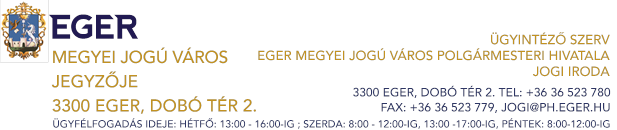 EGER
MEGYEI JOGÚ VÁROS
JEGYZŐJE
3300 EGER, DOBÓ TÉR 2.
ÜGYINTÉZŐ SZERV
EGER MEGYEI JOGÚ VÁROS POLGÁRMESTERI HIVATALA
JOGI IRODA
3300 EGER, DOBÓ TÉR 2. TEL: +36 36 523 780
FAX: +36 36 523 779, JOGI@PH.EGER.HU
ÜGYFÉLFOGADÁS IDEJE: HÉTFŐ: 13:00 - 16:00-IG ; SZERDA: 8:00 - 12:00-IG, 13:00 -17:00-IG, PÉNTEK: 8:00-12:00-IG